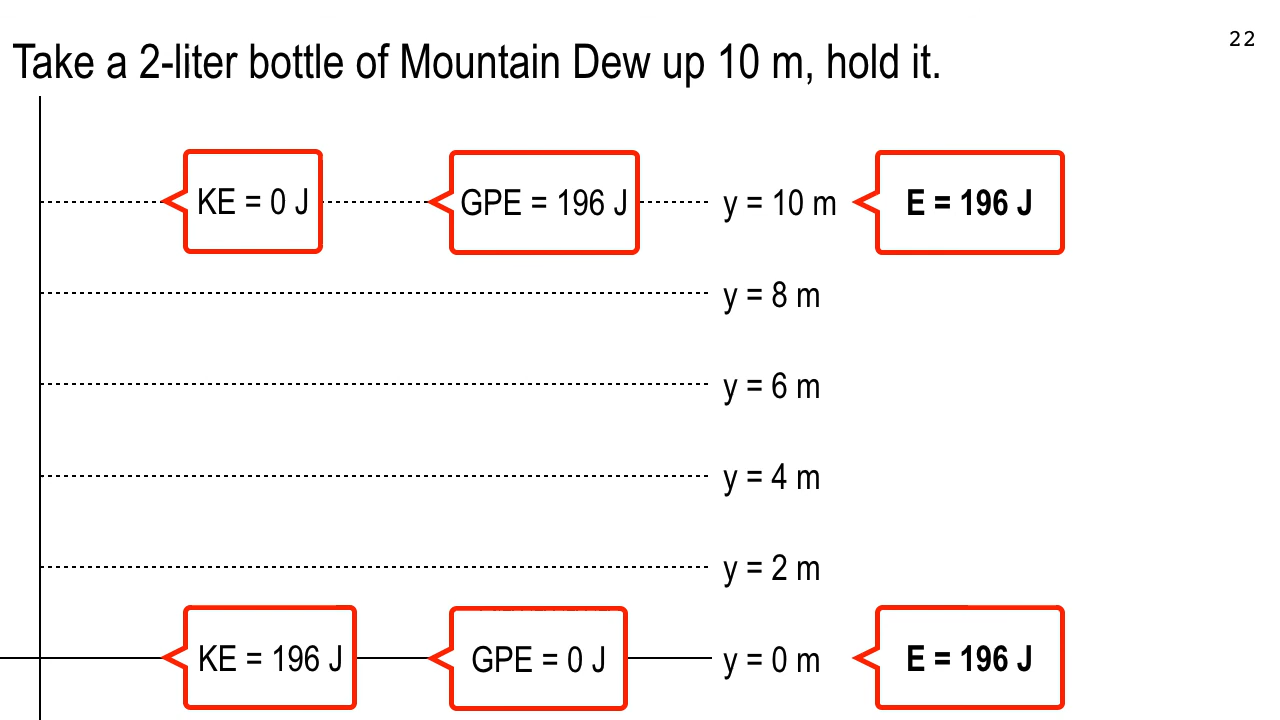 22
Take a 2-liter bottle of Mountain Dew up 10 m, hold it.
KE = 0 J GPE = 196 J y = 10 m E = 196 J
y = 8 m
y = 6 m
y = 4 m
y = 2 m
KE = 196 J GPE = 0 J y = 0 m E = 196 J